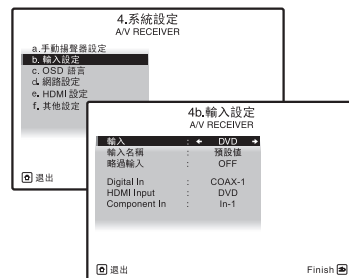 4.系統設定
A/V RECEIVER
a.手動揚聲器設定
b. 輸入設定
c. OSD 語言
d. 網路設定
e. HDMI 設定
f. 其他設定
退出
4b.輸入設定
A/V RECEIVER
輸入 : ← DVD →
輸入名稱 : 預設值
略過輸入 : OFF
Digital In : COAX-1
HDMI Input : DVD
Component In : In-1
退出
Finish